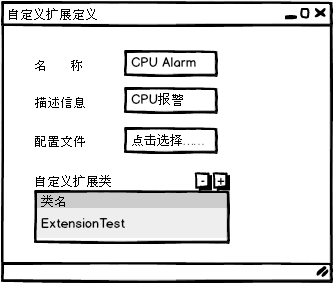 自定义扩展定义
名 称 CPU Alarm
描述信息 CPU报警
配置文件 点击选择……
自定义扩展类 - +
类名
ExtensionTest